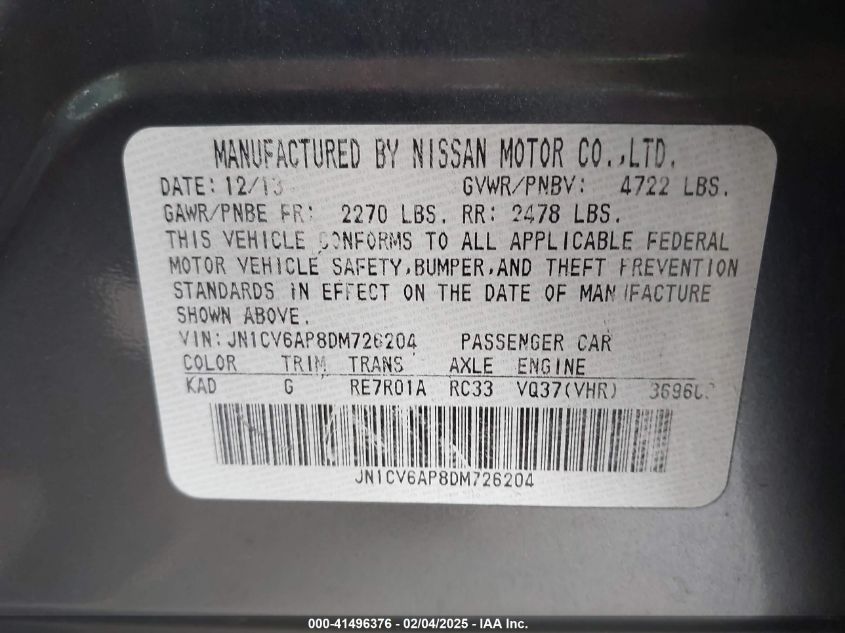 MANUFACTURED BY NISSAN MOTOR CO.,LTD.
DATE: 12/13 GVWR/PNBV: 4722 LBS.
GAWR/PNBE FR: 2270 LBS. RR: 2478 LBS.
THIS VEHICLE CONFORMS TO ALL APPLICABLE FEDERAL
MOTOR VEHICLE SAFETY,BUMPER,AND THEFT PREVENTION
STANDARDS IN EFFECT ON THE DATE OF MANUFACTURE
SHOWN ABOVE.
VIN:JN1CV6AP8DM726204 PASSENGER CAR
COLOR TRIM TRANS AXLE ENGINE
KAD G RE7R01A RC33 VQ37(VHR)
JN1CV6AP8DM726204
000-41496376 - 02/04/2025 - IAA Inc.